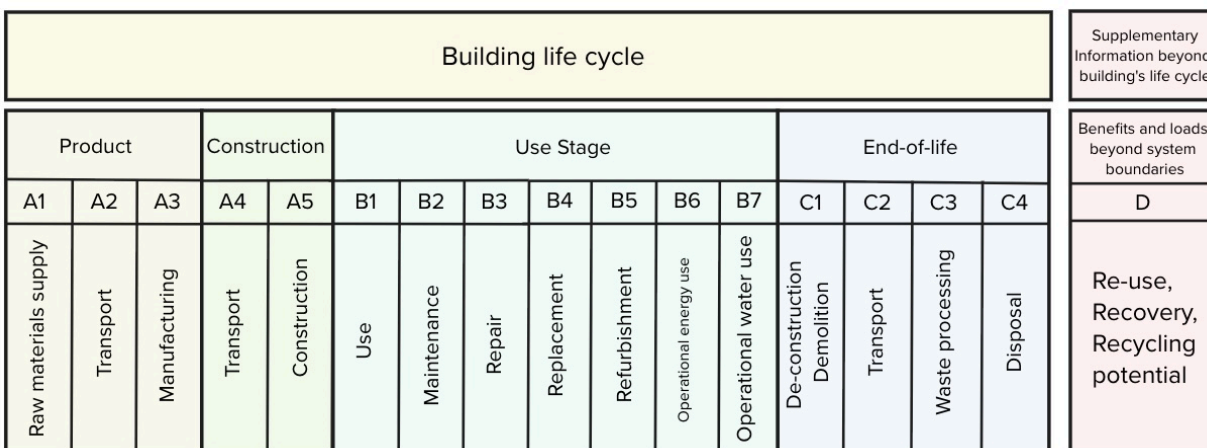 Building life cycle
Supplementary
Information beyond
building's life cycle
Product
Construction
Use Stage
End-of-life
Benefits and loads
beyond system
boundaries
A1
A2
A3
A4
A5
B1
B2
B3
B4
B5
B6
B7
C1
C2
C3
C4
D
Raw materials supply
Transport
Manufacturing
Transport
Construction
Use
Maintenance
Repair
Replacement
Refurbishment
Operational energy use
Operational water use
De-construction
Demolition
Transport
Waste processing
Disposal
Re-use,
Recovery,
Recycling
potential